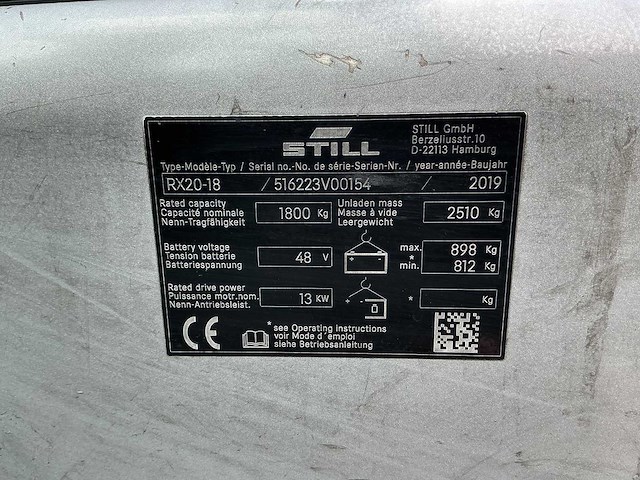 STILL
STILL GmbH
Berzeliusstr.10
D-22113 Hamburg
Type-Modèle-Typ / Serial no.-No. de série-Serien-Nr. / year-année-Baujahr
RX20-18 / 516223V00154 / 2019
Rated capacity
Capacité nominale
Nenn-Tragfähigkeit
1800 Kg
Unladen mass
Masse à vide
Leergewicht
2510 Kg
Battery voltage
Tension batterie
Batteriespannung
48 V
max. 898 Kg
*
min. 812 Kg
Rated drive power
Puissance motr.nom.
Nenn-Antriebsleist.
13 KW
* Kg
CE
* see Operating Instructions
voir Mode d´emploi
siehe Betriebsanleitung